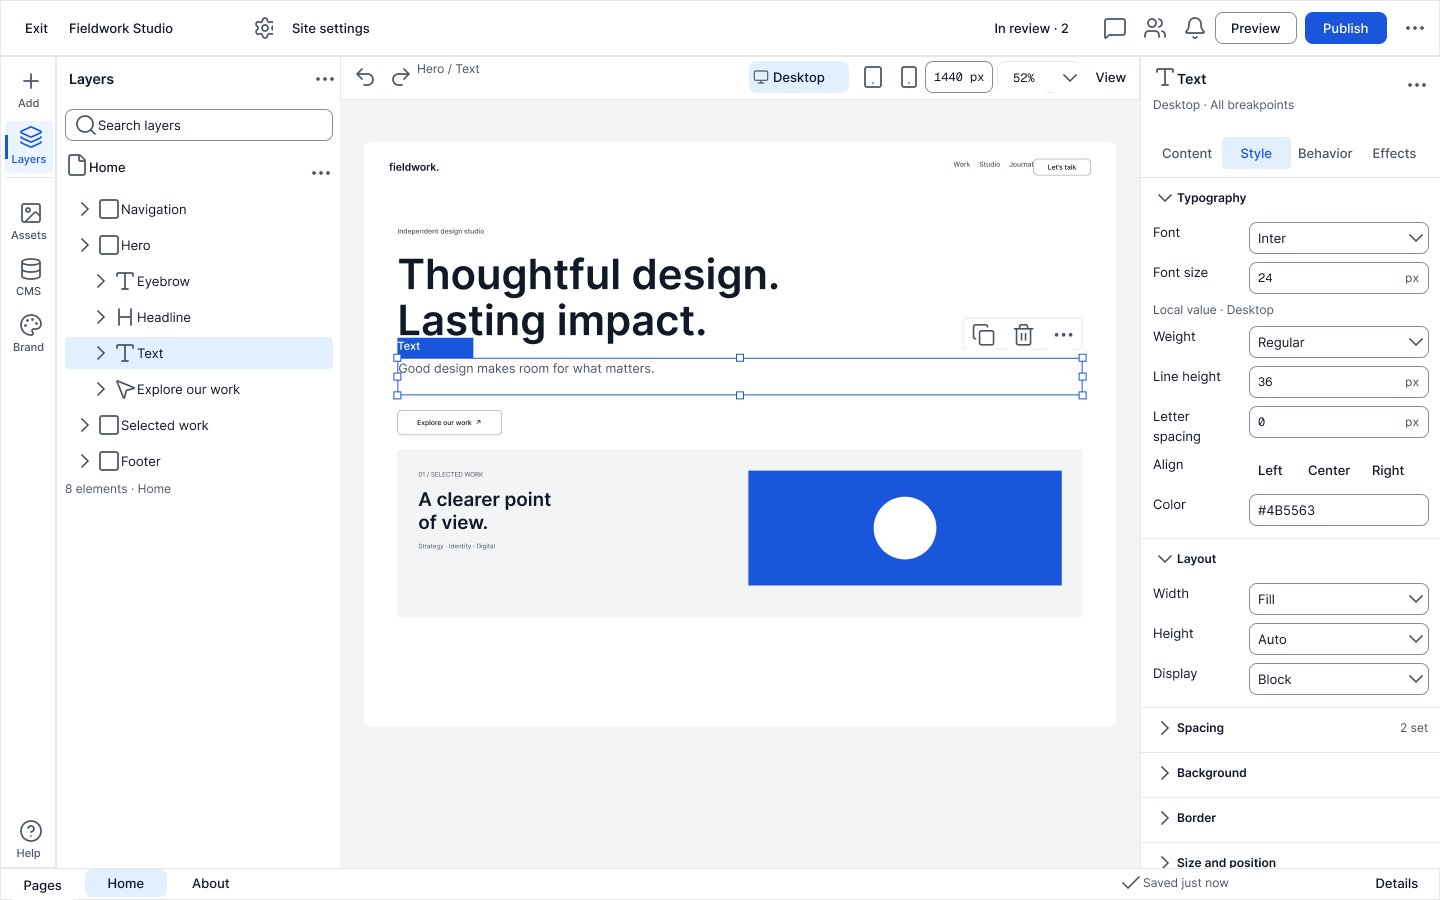 Exit
Fieldwork Studio
Site settings
In review · 2
Preview
Publish
Add
Layers
Assets
CMS
Brand
Help
Layers
Search layers
Home
Navigation
Hero
Eyebrow
Headline
Text
Explore our work
Selected work
Footer
8 elements · Home
Hero / Text
Desktop
1440 px
52%
View
fieldwork.
Work
Studio
Journal
Let's talk
Independent design studio
Thoughtful design.
Lasting impact.
Text
Good design makes room for what matters.
Explore our work ↗
01 / SELECTED WORK
A clearer point
of view.
Strategy · Identity · Digital
Text
Desktop · All breakpoints
Content
Style
Behavior
Effects
Typography
Font
Inter
Font size
24 px
Local value · Desktop
Weight
Regular
Line height
36 px
Letter
spacing
0 px
Align
Left
Center
Right
Color
#4B5563
Layout
Width
Fill
Height
Auto
Display
Block
Spacing
2 set
Background
Border
Size and position
Pages
Home
About
Saved just now
Details